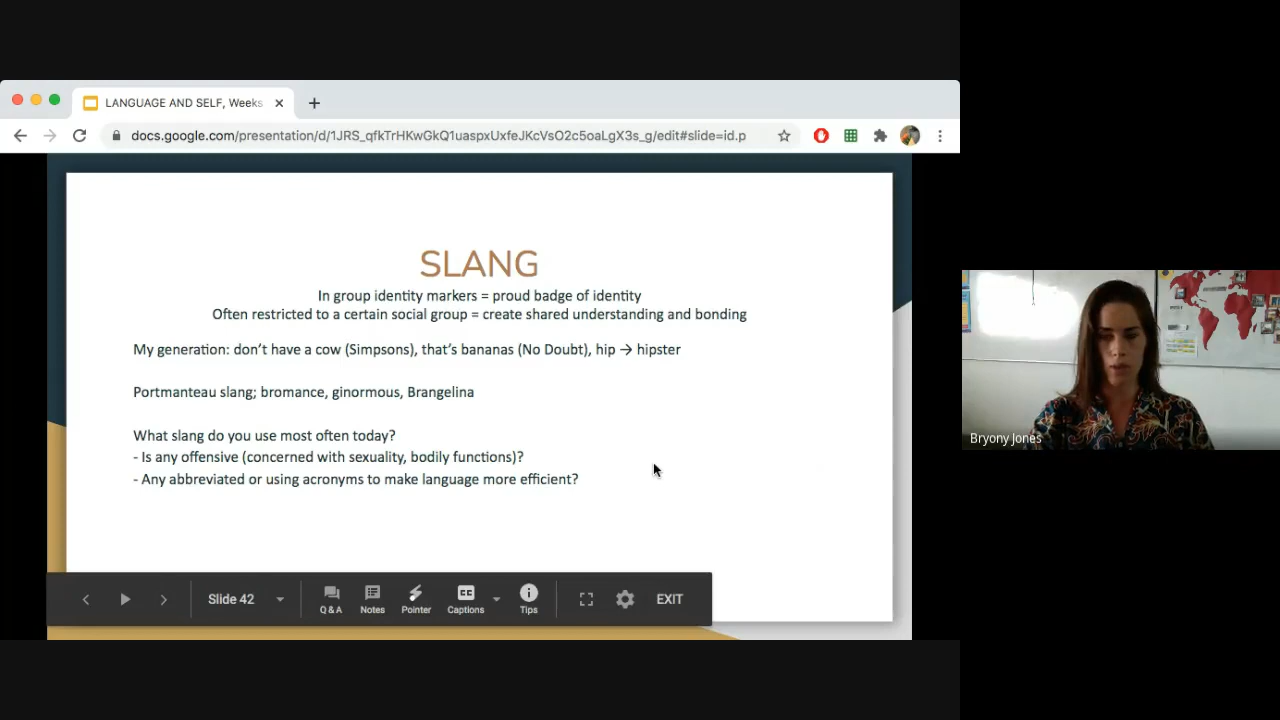 LANGUAGE AND SELF, Weeks
docs.google.com/presentation/d/1JRS_qfkTrHKwGkQ1uaspxUxfeJKcVsO2c5oaLgX3s_g/edit#slide=id.p
SLANG
In group identity markers = proud badge of identity
Often restricted to a certain social group = create shared understanding and bonding
My generation: don't have a cow (Simpsons), that's bananas (No Doubt), hip → hipster
Portmanteau slang; bromance, ginormous, Brangelina
What slang do you use most often today?
- Is any offensive (concerned with sexuality, bodily functions)?
- Any abbreviated or using acronyms to make language more efficient?
Slide 42
Q & A
Notes
Pointer
CC
Captions
Tips
EXIT
Bryony Jones